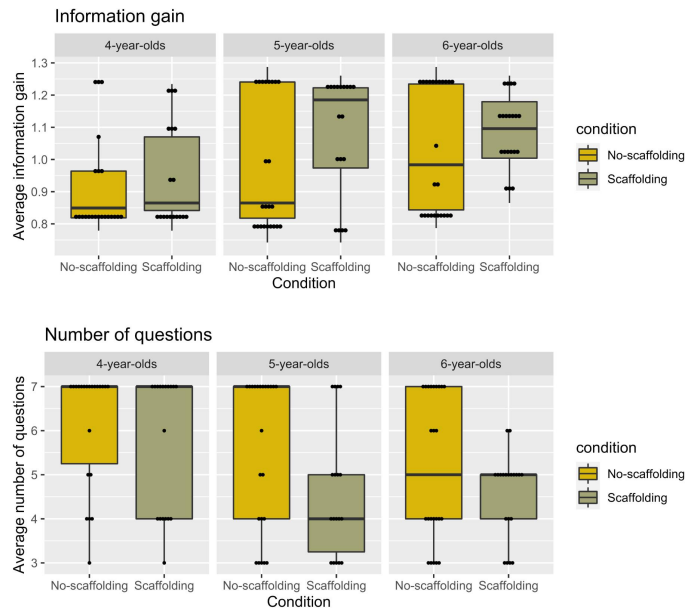 Information gain
4-year-olds 5-year-olds 6-year-olds
1.3
1.2
1.1
1.0
0.9
0.8
Average information gain
No-scaffolding Scaffolding No-scaffolding Scaffolding No-scaffolding Scaffolding
Condition
condition
No-scaffolding
Scaffolding
Number of questions
4-year-olds 5-year-olds 6-year-olds
7
6
5
4
3
Average number of questions
No-scaffolding Scaffolding No-scaffolding Scaffolding No-scaffolding Scaffolding
Condition
condition
No-scaffolding
Scaffolding